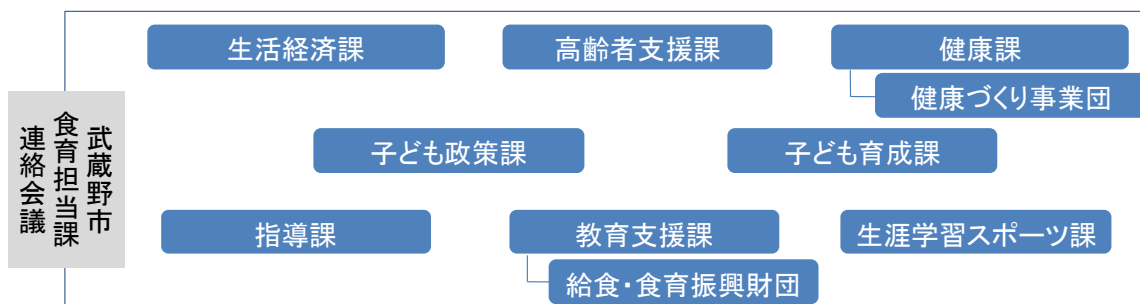 武蔵野市
食育担当課
連絡会議
生活経済課
高齢者支援課
健康課
健康づくり事業団
子ども政策課
子ども育成課
指導課
教育支援課
生涯学習スポーツ課
給食・食育振興財団